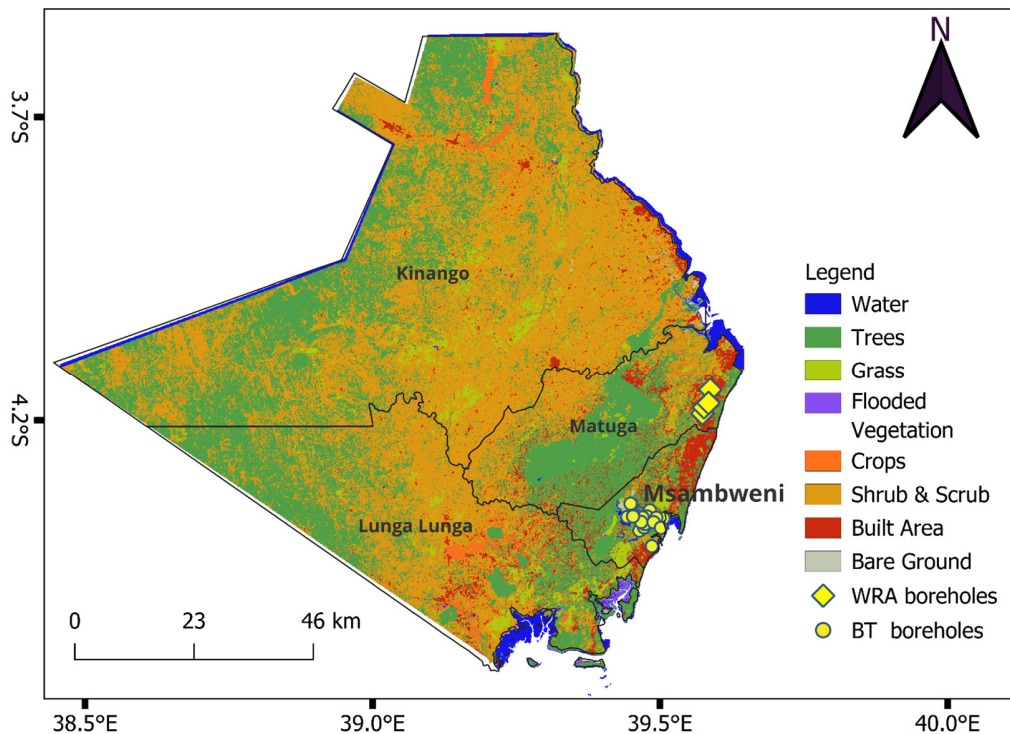 N
3.7°S
4.2°S
Kinango
Matuga
Msambweni
Lunga Lunga
Legend
Water
Trees
Grass
Flooded
Vegetation
Crops
Shrub & Scrub
Built Area
Bare Ground
WRA boreholes
BT boreholes
0 23 46 km
38.5°E 39.0°E 39.5°E 40.0°E